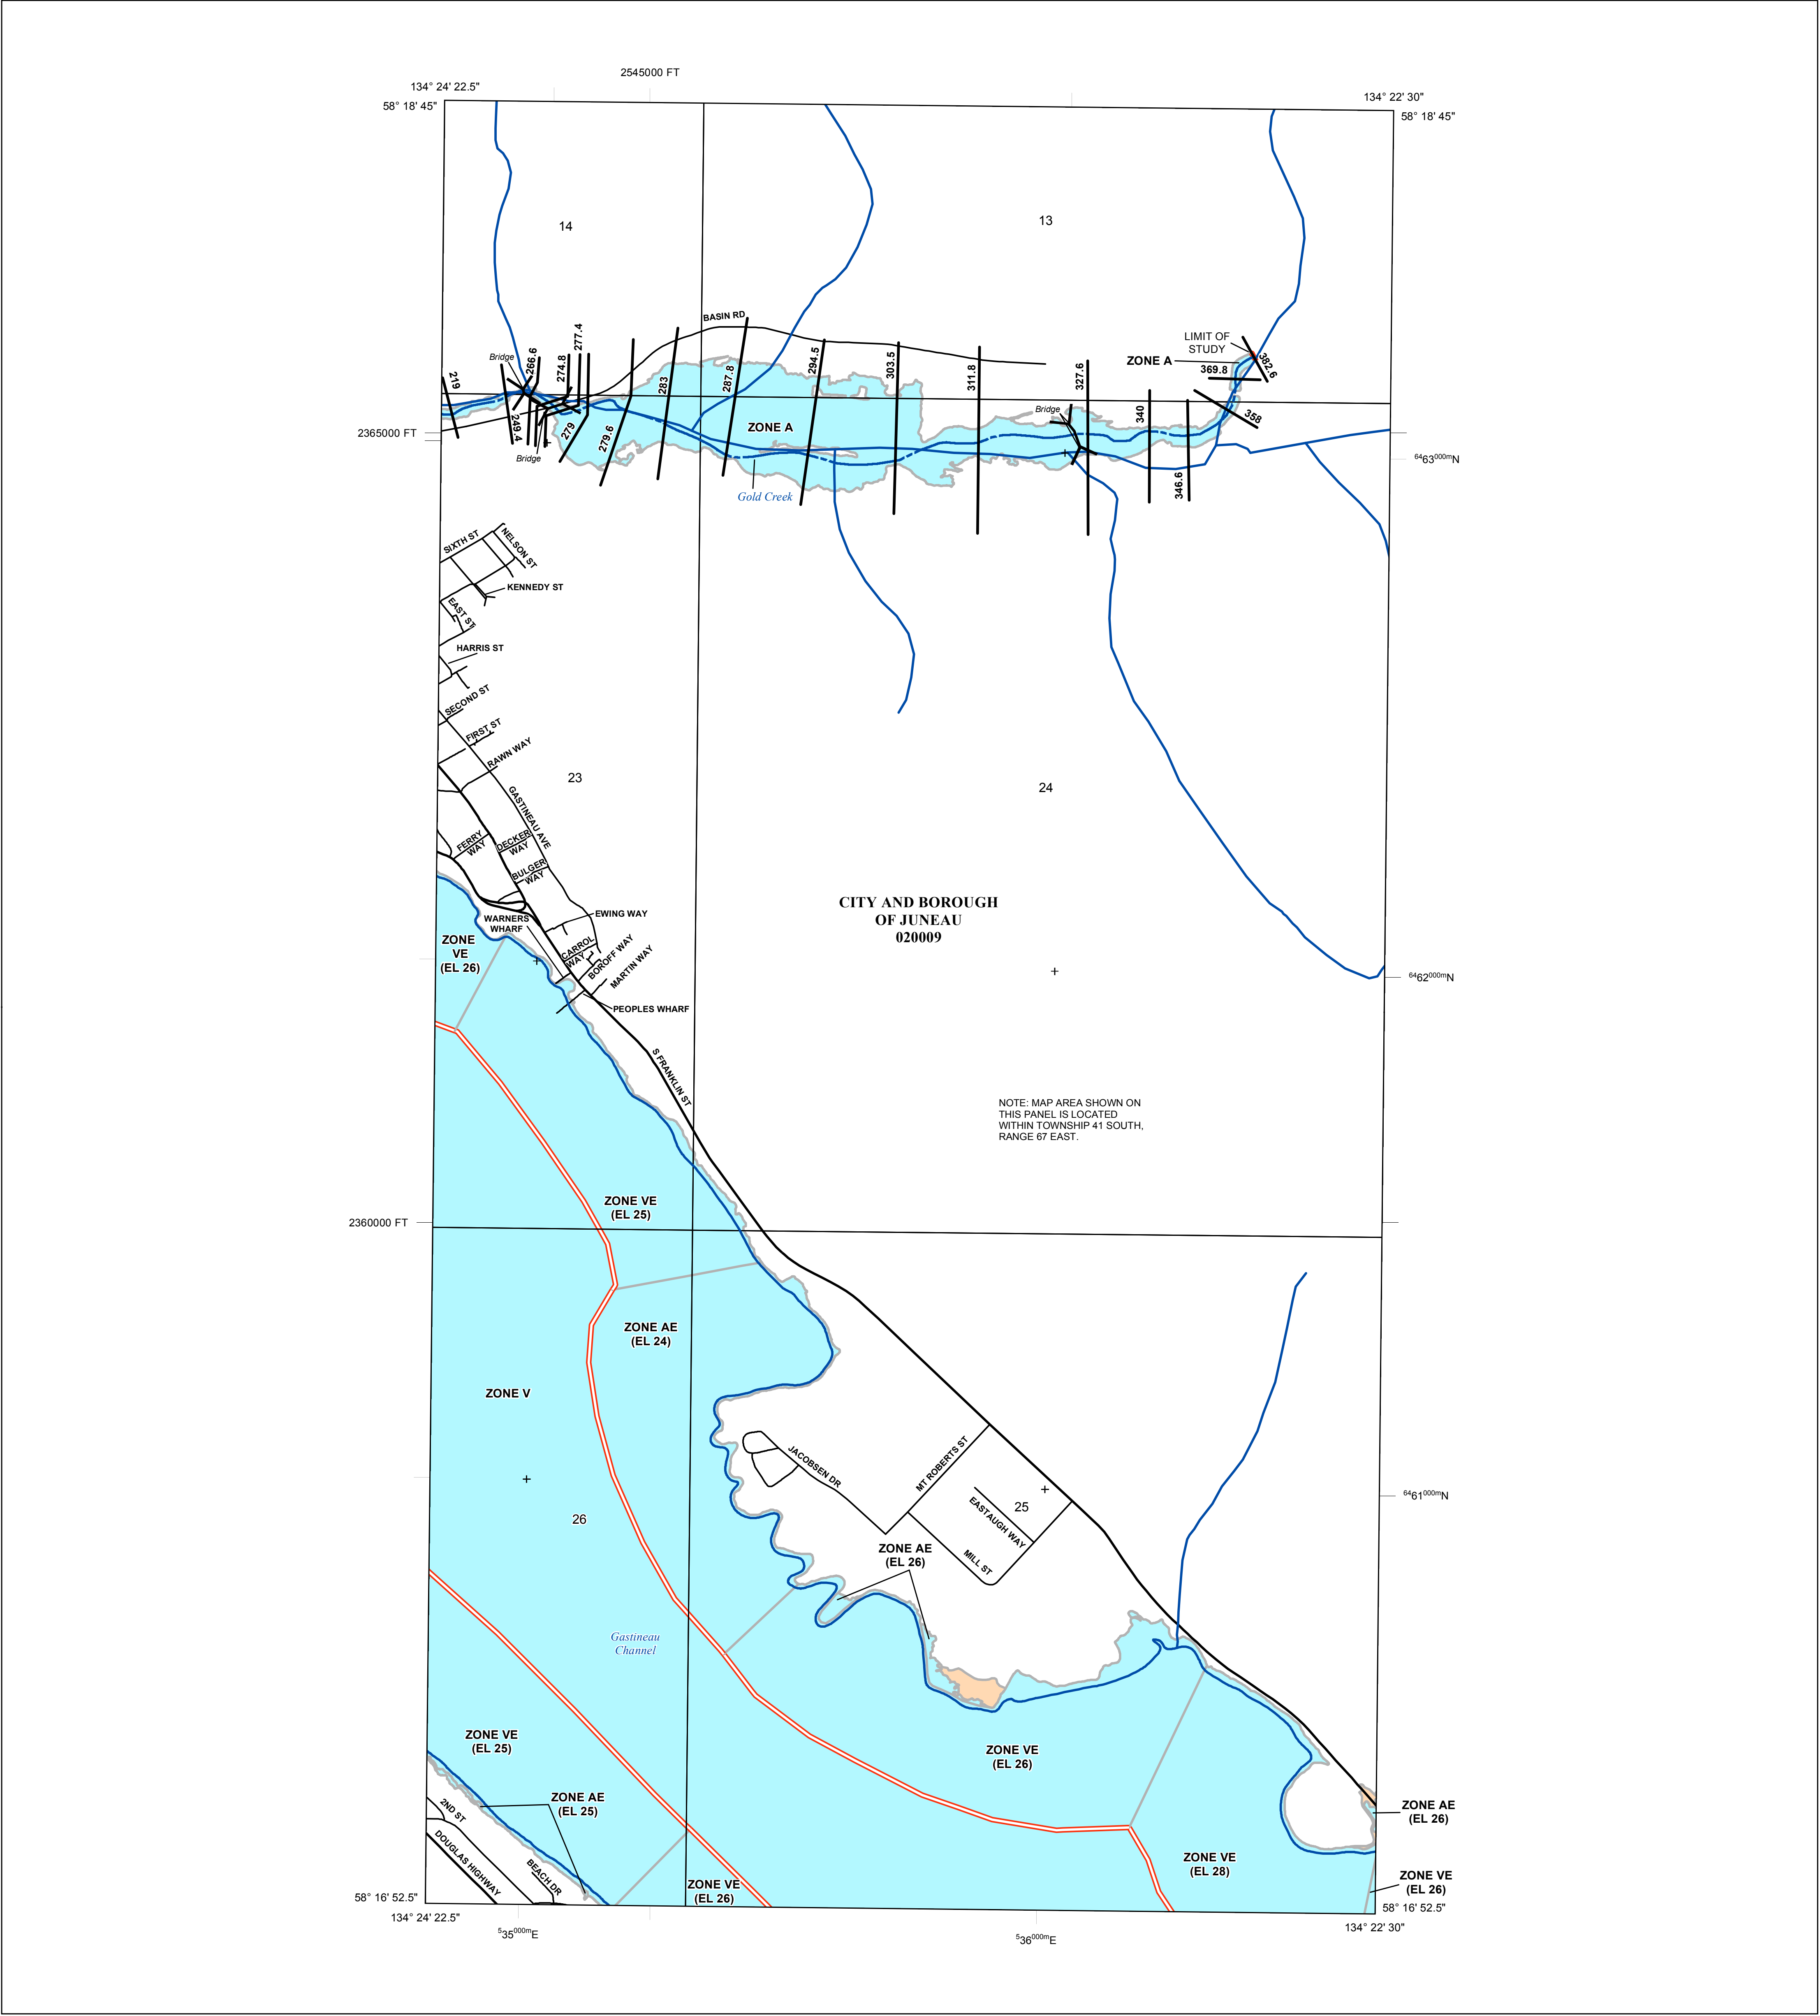 2545000 FT
134° 24' 22.5"
134° 22' 30"
58° 18' 45"
58° 18' 45"
14
13
BASIN RD
LIMIT OF
STUDY
ZONE A
369.8
382.6
358
Bridge
219
249.4
266.6
274.8
277.4
279
279.6
283
287.8
294.5
303.5
311.8
327.6
340
346.6
Bridge
Bridge
ZONE A
Gold Creek
2365000 FT
6463000mN
SIXTH ST
NELSON ST
KENNEDY ST
EAST ST
HARRIS ST
SECOND ST
FIRST ST
RAWN WAY
23
24
GASTINEAU AVE
FERRY
WAY
DECKER
WAY
BULGER
WAY
WARNERS
WHARF
EWING WAY
CARROL
WAY
BOROFF WAY
MARTIN WAY
PEOPLES WHARF
S FRANKLIN ST
CITY AND BOROUGH
OF JUNEAU
020009
ZONE
VE
(EL 26)
6462000mN
NOTE: MAP AREA SHOWN ON
THIS PANEL IS LOCATED
WITHIN TOWNSHIP 41 SOUTH,
RANGE 67 EAST.
ZONE VE
(EL 25)
2360000 FT
ZONE AE
(EL 24)
ZONE V
JACOBSEN DR
MT ROBERTS ST
EASTAUGH WAY
MILL ST
25
6461000mN
26
ZONE AE
(EL 26)
Gastineau
Channel
ZONE VE
(EL 25)
ZONE VE
(EL 26)
ZONE AE
(EL 25)
2ND ST
DOUGLAS HIGHWAY
BEACH DR
ZONE VE
(EL 26)
ZONE VE
(EL 28)
ZONE AE
(EL 26)
ZONE VE
(EL 26)
58° 16' 52.5"
58° 16' 52.5"
134° 24' 22.5"
134° 22' 30"
535000mE
536000mE